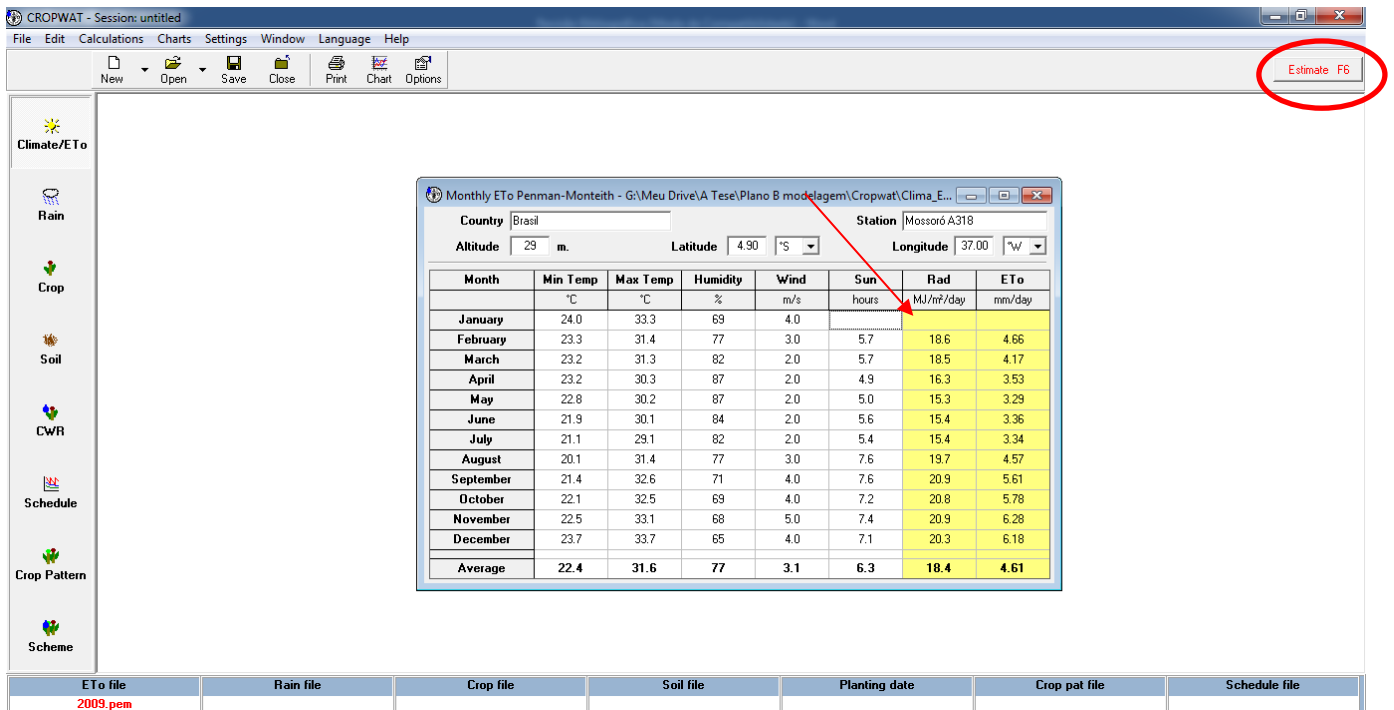 CROPWAT - Session: untitled
File Edit Calculations Charts Settings Window Language Help
New Open Save Close Print Chart Options Estimate F6
Climate/ETo
Rain
Crop
Soil
CWR
Schedule
Crop Pattern
Scheme
Monthly ETo Penman-Monteith - G:\Meu Drive\A Tese\Plano B modelagem\Cropwat\Clima_E...
Country Brasil Station Mossoró A318
Altitude 29 m. Latitude 4.90 °S Longitude 37.00 °W
Month Min Temp Max Temp Humidity Wind Sun Rad ETo
°C °C % m/s hours MJ/m²/day mm/day
January 24.0 33.3 69 4.0
February 23.3 31.4 77 3.0 5.7 18.6 4.66
March 23.2 31.3 82 2.0 5.7 18.5 4.17
April 23.2 30.3 87 2.0 4.9 16.3 3.53
May 22.8 30.2 87 2.0 5.0 15.3 3.29
June 21.9 30.1 84 2.0 5.6 15.4 3.36
July 21.1 29.1 82 2.0 5.4 15.4 3.34
August 20.1 31.4 77 3.0 7.6 19.7 4.57
September 21.4 32.6 71 4.0 7.6 20.9 5.61
October 22.1 32.5 69 4.0 7.2 20.8 5.78
November 22.5 33.1 68 5.0 7.4 20.9 6.28
December 23.7 33.7 65 4.0 7.1 20.3 6.18
Average 22.4 31.6 77 3.1 6.3 18.4 4.61
ETo file Rain file Crop file Soil file Planting date Crop pat file Schedule file
2009.pem